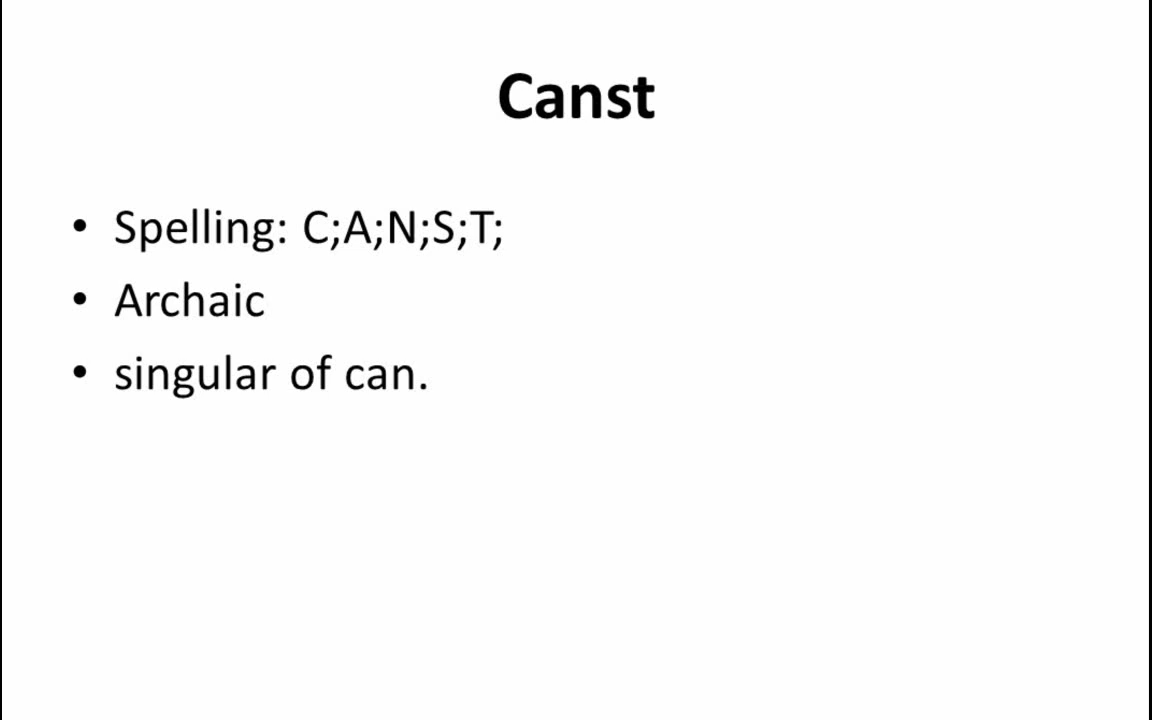 Canst
• Spelling: C;A;N;S;T;
• Archaic
• singular of can.